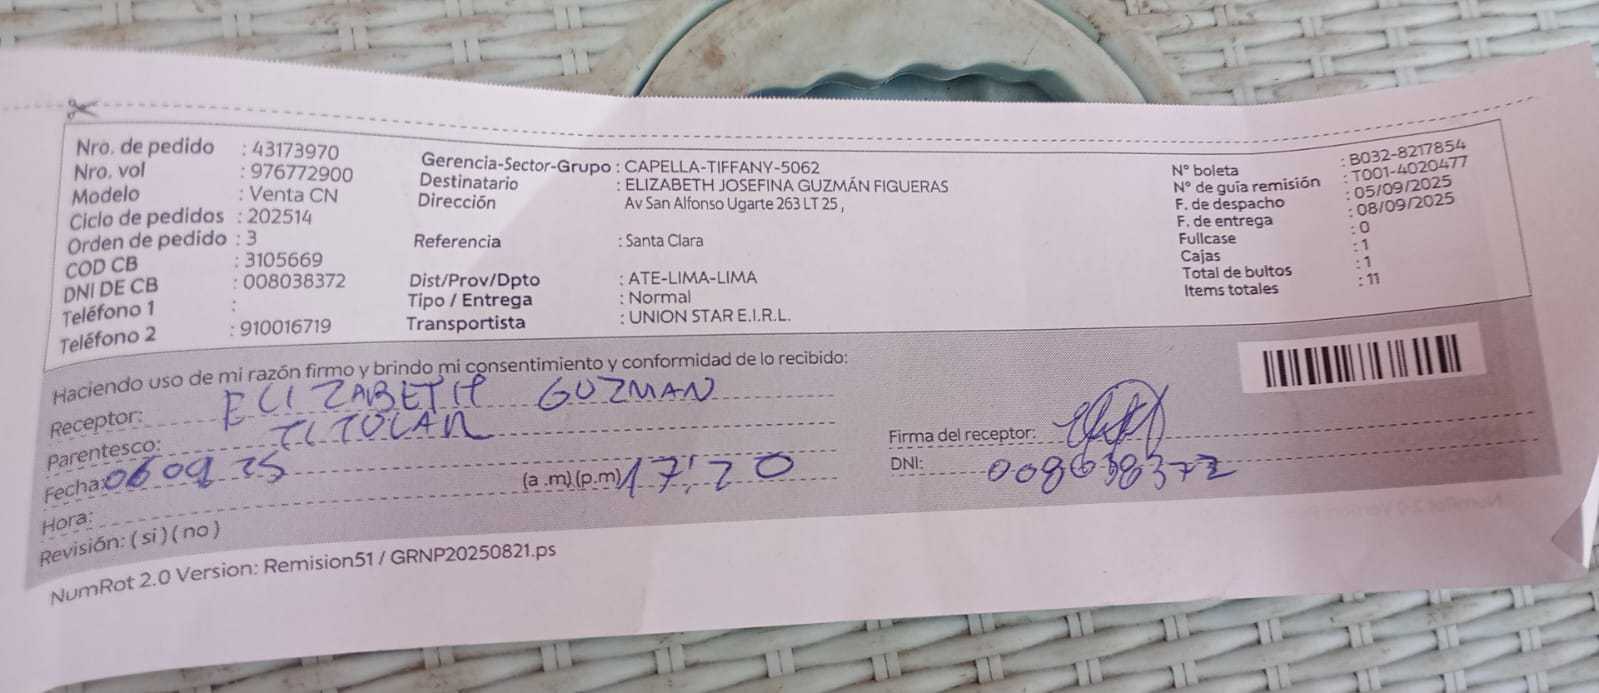 Nro. de pedido : 43173970
Nro. vol : 976772900
Modelo : Venta CN
Ciclo de pedidos : 202514
Orden de pedido : 3
COD CB : 3105669
DNI DE CB : 008038372
Teléfono 1 :
Teléfono 2 : 910016719
Gerencia-Sector-Grupo : CAPELLA-TIFFANY-5062
Destinatario : ELIZABETH JOSEFINA GUZMÁN FIGUERAS
Dirección Av San Alfonso Ugarte 263 LT 25 ,
Referencia : Santa Clara
Dist/Prov/Dpto : ATE-LIMA-LIMA
Tipo / Entrega : Normal
Transportista : UNION STAR E.I.R.L.
N° boleta : B032-8217854
N° de guía remisión : T001-4020477
F. de despacho : 05/09/2025
F. de entrega : 08/09/2025
Fullcase : 0
Cajas : 1
Total de bultos : 1
Items totales : 11
Haciendo uso de mi razón firmo y brindo mi consentimiento y conformidad de lo recibido:
Receptor: ELIZABETH GUZMAN
Parentesco: TITULAR
Fecha: 06 09 25
Hora: (a .m) (p.m) 17:20
Revisión: ( si ) ( no )
Firma del receptor:
DNI: 008038372
NumRot 2.0 Version: Remision51 / GRNP20250821.ps